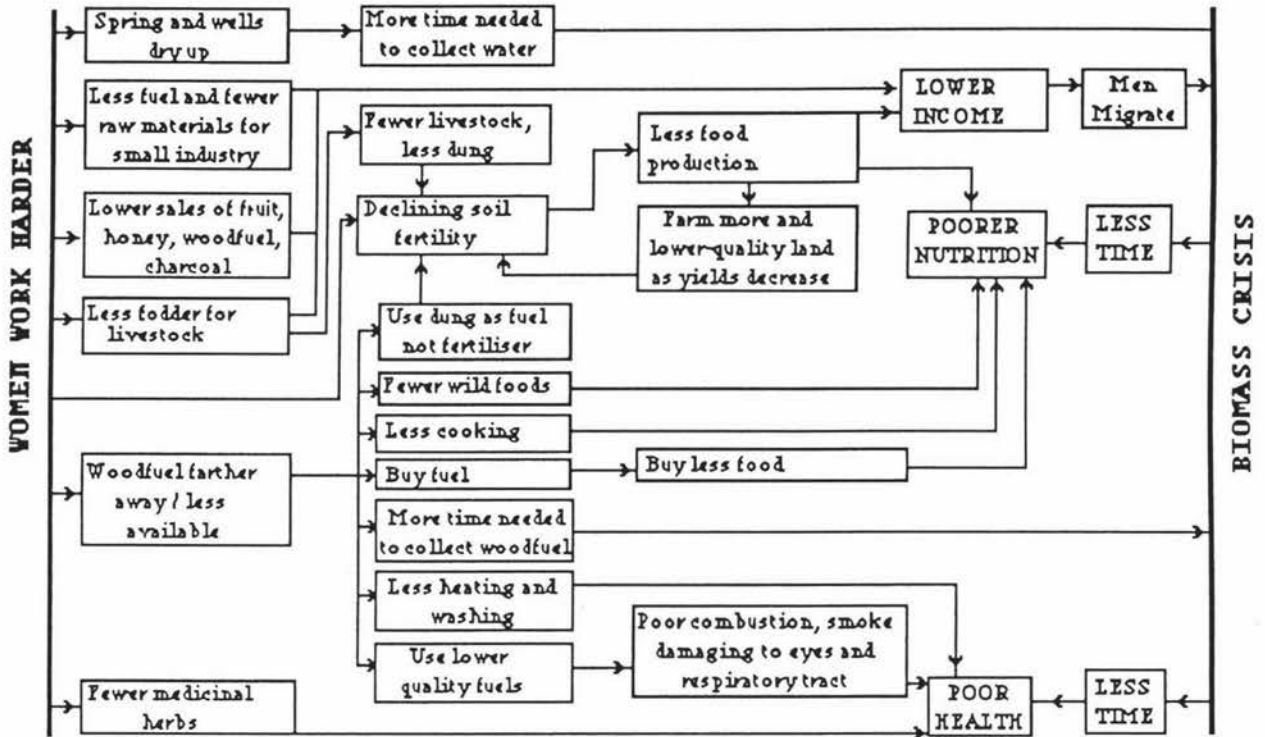 WOMEN WORK HARDER
Spring and wells
dry up
More time needed
to collect water
Less fuel and fewer
raw materials for
small industry
Fewer livestock,
less dung
Less food
production
LOWER
INCOME
Men
Migrate
Lower sales of fruit,
honey, woodfuel,
charcoal
Declining soil
fertility
Farm more and
lower-quality land
as yields decrease
POORER
NUTRITION
LESS
TIME
Less fodder for
livestock
Use dung as fuel
not fertiliser
Fewer wild foods
Less cooking
Woodfuel farther
away / less
available
Buy fuel
Buy less food
More time needed
to collect woodfuel
Less heating and
washing
Use lower
quality fuels
Poor combustion, smoke
damaging to eyes and
respiratory tract
Fewer medicinal
herbs
POOR
HEALTH
LESS
TIME
BIOMASS CRISIS